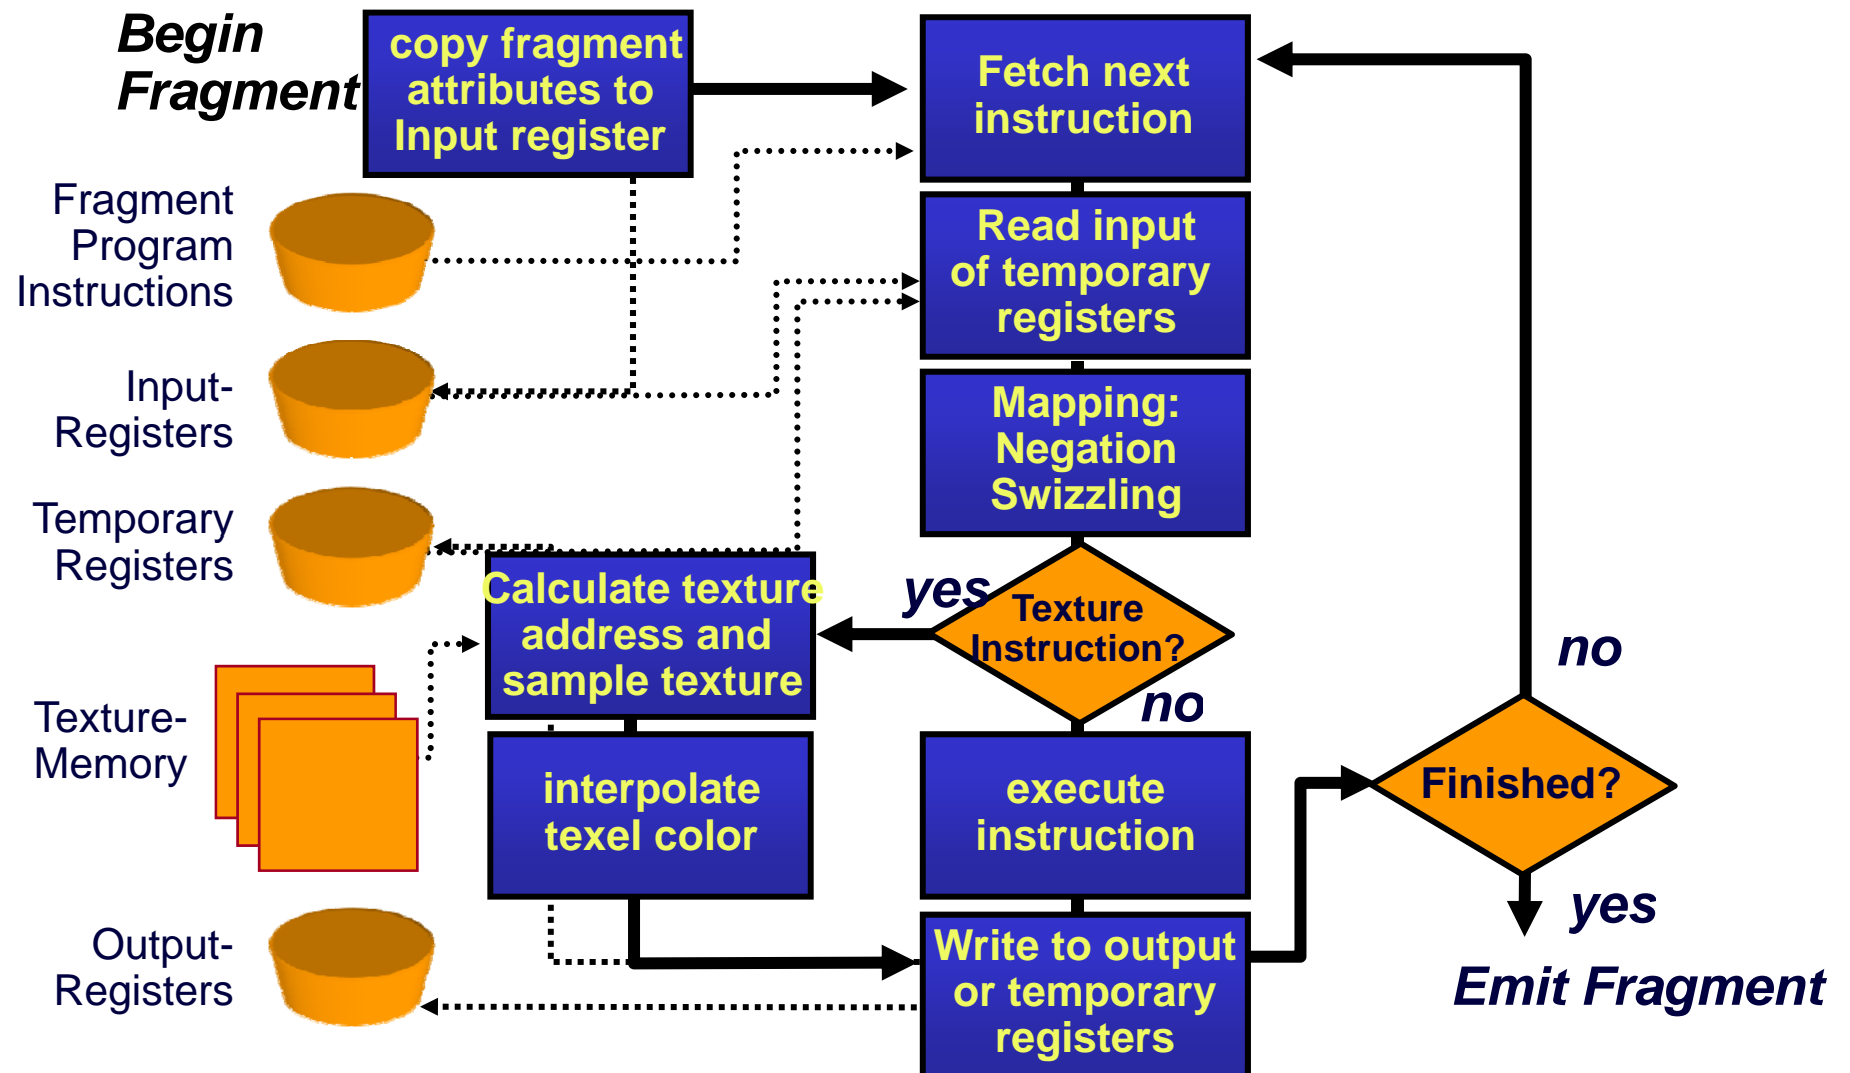 Begin
Fragment
copy fragment
attributes to
Input register
Fetch next
instruction
Fragment
Program
Instructions
Read input
of temporary
registers
Input-
Registers
Mapping:
Negation
Swizzling
Temporary
Registers
Calculate texture
address and
sample texture
yes
Texture
Instruction?
no
no
Texture-
Memory
interpolate
texel color
execute
instruction
Finished?
yes
Output-
Registers
Write to output
or temporary
registers
Emit Fragment